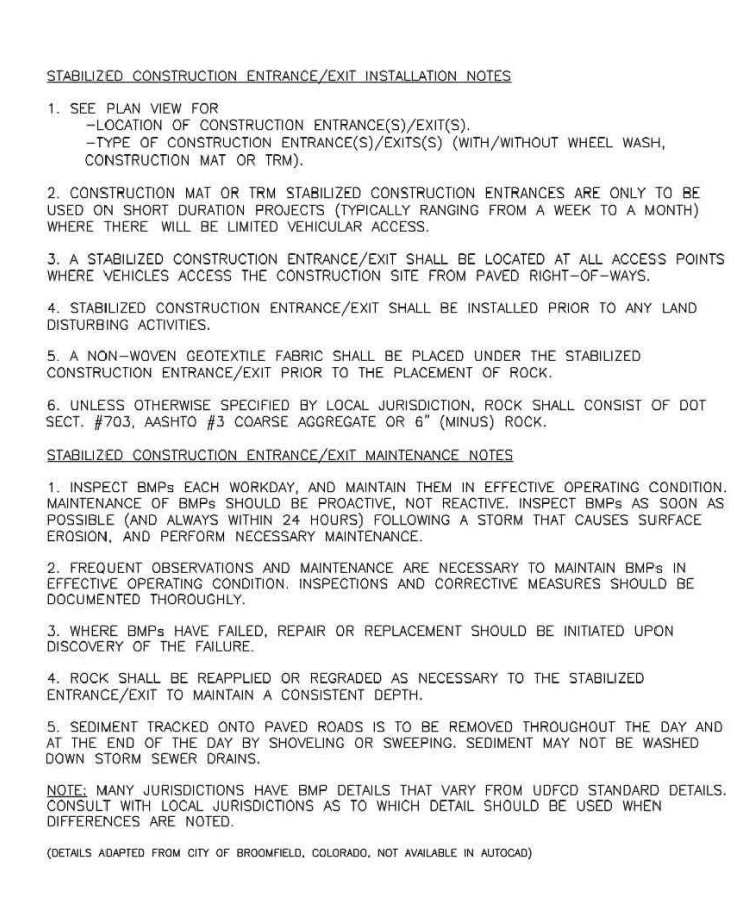 STABILIZED CONSTRUCTION ENTRANCE/EXIT INSTALLATION NOTES
1. SEE PLAN VIEW FOR
-LOCATION OF CONSTRUCTION ENTRANCE(S)/EXIT(S).
-TYPE OF CONSTRUCTION ENTRANCE(S)/EXITS(S) (WITH/WITHOUT WHEEL WASH,
CONSTRUCTION MAT OR TRM).
2. CONSTRUCTION MAT OR TRM STABILIZED CONSTRUCTION ENTRANCES ARE ONLY TO BE
USED ON SHORT DURATION PROJECTS (TYPICALLY RANGING FROM A WEEK TO A MONTH)
WHERE THERE WILL BE LIMITED VEHICULAR ACCESS.
3. A STABILIZED CONSTRUCTION ENTRANCE/EXIT SHALL BE LOCATED AT ALL ACCESS POINTS
WHERE VEHICLES ACCESS THE CONSTRUCTION SITE FROM PAVED RIGHT-OF-WAYS.
4. STABILIZED CONSTRUCTION ENTRANCE/EXIT SHALL BE INSTALLED PRIOR TO ANY LAND
DISTURBING ACTIVITIES.
5. A NON-WOVEN GEOTEXTILE FABRIC SHALL BE PLACED UNDER THE STABILIZED
CONSTRUCTION ENTRANCE/EXIT PRIOR TO THE PLACEMENT OF ROCK.
6. UNLESS OTHERWISE SPECIFIED BY LOCAL JURISDICTION, ROCK SHALL CONSIST OF DOT
SECT. #703, AASHTO #3 COARSE AGGREGATE OR 6" (MINUS) ROCK.
STABILIZED CONSTRUCTION ENTRANCE/EXIT MAINTENANCE NOTES
1. INSPECT BMPs EACH WORKDAY, AND MAINTAIN THEM IN EFFECTIVE OPERATING CONDITION.
MAINTENANCE OF BMPs SHOULD BE PROACTIVE, NOT REACTIVE. INSPECT BMPs AS SOON AS
POSSIBLE (AND ALWAYS WITHIN 24 HOURS) FOLLOWING A STORM THAT CAUSES SURFACE
EROSION, AND PERFORM NECESSARY MAINTENANCE.
2. FREQUENT OBSERVATIONS AND MAINTENANCE ARE NECESSARY TO MAINTAIN BMPs IN
EFFECTIVE OPERATING CONDITION. INSPECTIONS AND CORRECTIVE MEASURES SHOULD BE
DOCUMENTED THOROUGHLY.
3. WHERE BMPs HAVE FAILED, REPAIR OR REPLACEMENT SHOULD BE INITIATED UPON
DISCOVERY OF THE FAILURE.
4. ROCK SHALL BE REAPPLIED OR REGRADED AS NECESSARY TO THE STABILIZED
ENTRANCE/EXIT TO MAINTAIN A CONSISTENT DEPTH.
5. SEDIMENT TRACKED ONTO PAVED ROADS IS TO BE REMOVED THROUGHOUT THE DAY AND
AT THE END OF THE DAY BY SHOVELING OR SWEEPING. SEDIMENT MAY NOT BE WASHED
DOWN STORM SEWER DRAINS.
NOTE: MANY JURISDICTIONS HAVE BMP DETAILS THAT VARY FROM UDFCD STANDARD DETAILS.
CONSULT WITH LOCAL JURISDICTIONS AS TO WHICH DETAIL SHOULD BE USED WHEN
DIFFERENCES ARE NOTED.
(DETAILS ADAPTED FROM CITY OF BROOMFIELD, COLORADO, NOT AVAILABLE IN AUTOCAD)